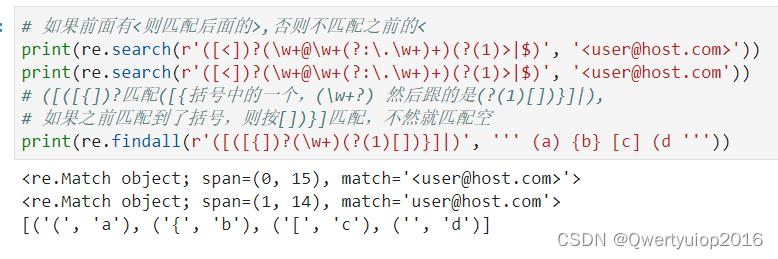 # 如果前面有<则匹配后面的>,否则不匹配之前的<
print(re.search(r'([<])?(\w+@\w+(?:\.\w+)+)(?(1)>|$)', '<user@host.com>'))
print(re.search(r'([<])?(\w+@\w+(?:\.\w+)+)(?(1)>|$)', '<user@host.com'))
# ([([{])?匹配([{括号中的一个, (\w+?) 然后跟的是(?(1)[])}]|),
# 如果之前匹配到了括号, 则按[])}]匹配, 不然就匹配空
print(re.findall(r'([([{])?(\w+)(?(1)[])}]|)', ''' (a) {b} [c] (d '''))
<re.Match object; span=(0, 15), match='<user@host.com>'>
<re.Match object; span=(1, 14), match='user@host.com'>
[('(', 'a'), ('{', 'b'), ('[', 'c'), ('', 'd')]
CSDN @Qwertyuiop2016